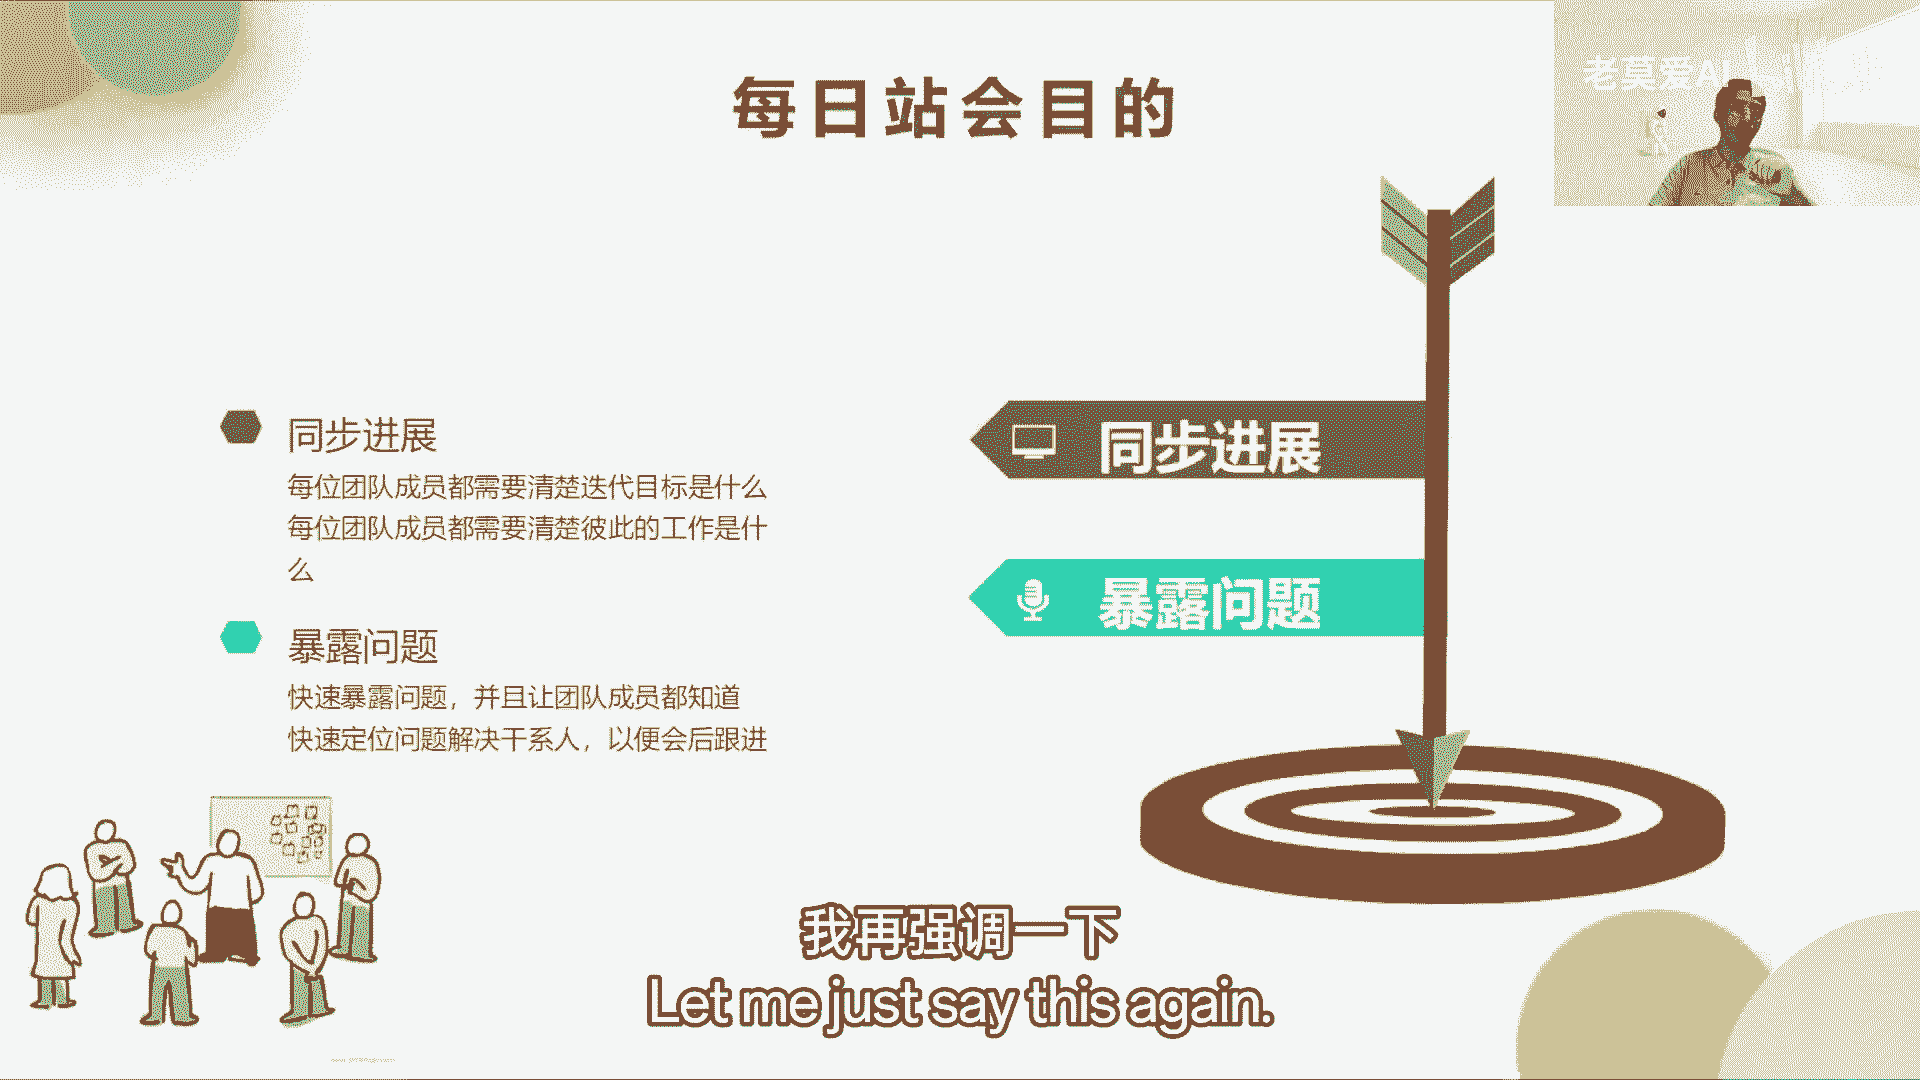 每日站会目的
老莫爱AI
同步进展
每位团队成员都需要清楚迭代目标是什么
每位团队成员都需要清楚彼此的工作是什
么
暴露问题
快速暴露问题，并且让团队成员都知道
快速定位问题解决干系人，以便会后跟进
同步进展
暴露问题
我再强调一下
Let me just say this again.